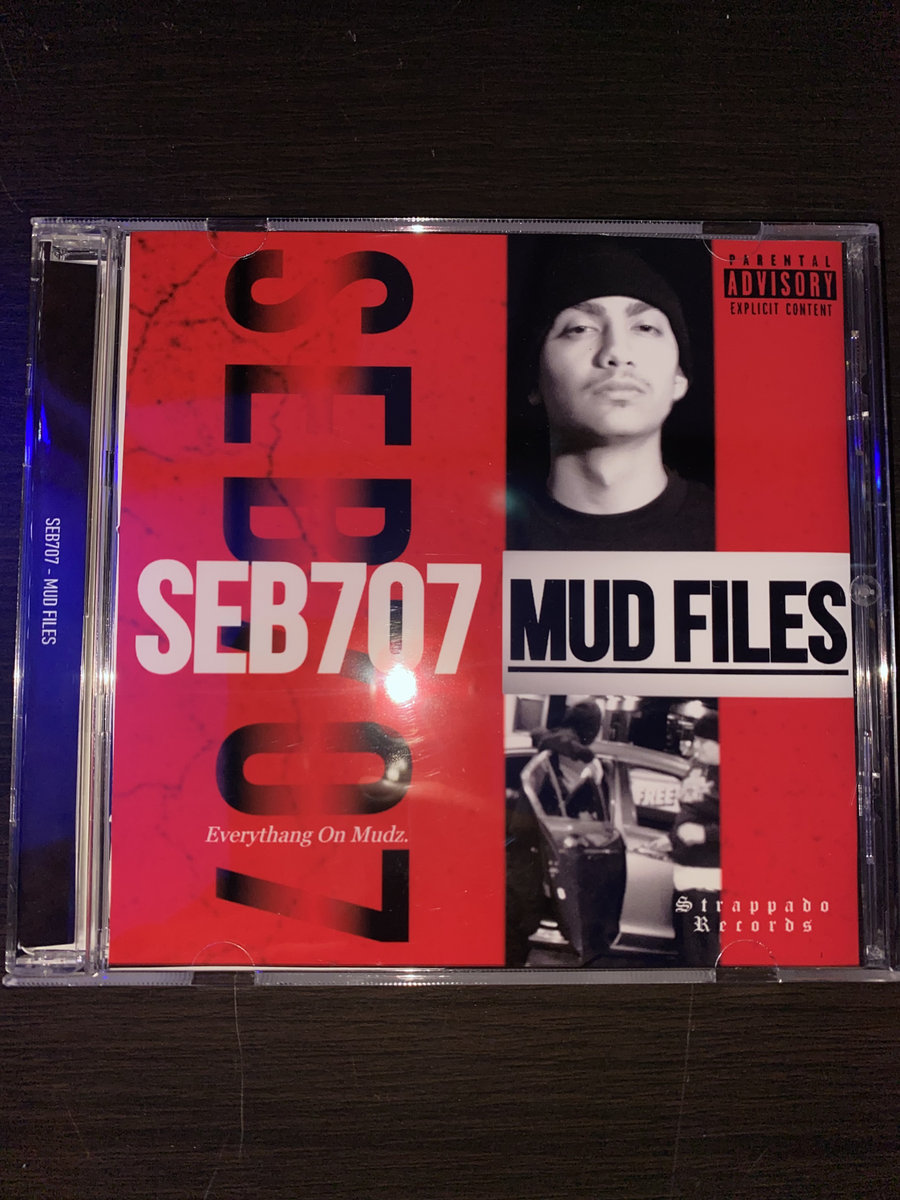 SEB707 - MUD FILES
SEB707
PARENTAL
ADVISORY
EXPLICIT CONTENT
SEB707
MUD FILES
Everythang On Mudz.
FREE
Strappado
Records